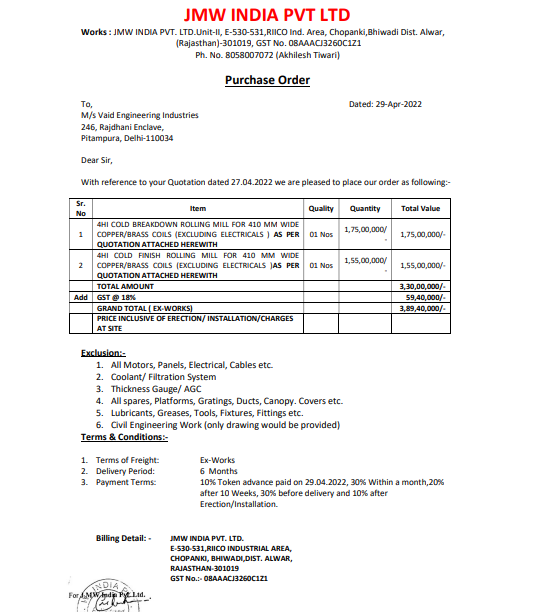 JMW INDIA PVT LTD
Works : JMW INDIA PVT. LTD.Unit-II, E-530-531,RIICO Ind. Area, Chopanki,Bhiwadi Dist. Alwar,
(Rajasthan)-301019, GST No. 08AAACJ3260C1Z1
Ph. No. 8058007072 (Akhilesh Tiwari)
Purchase Order
To, Dated: 29-Apr-2022
M/s Vaid Engineering Industries
246, Rajdhani Enclave,
Pitampura, Delhi-110034
Dear Sir,
With reference to your Quotation dated 27.04.2022 we are pleased to place our order as following:-
Sr. No Item Quality Quantity Total Value
1 4HI COLD BREAKDOWN ROLLING MILL FOR 410 MM WIDE 01 Nos 1,75,00,000/- 1,75,00,000/-
COPPER/BRASS COILS (EXCLUDING ELECTRICALS ) AS PER
QUOTATION ATTACHED HEREWITH
2 4HI COLD FINISH ROLLING MILL FOR 410 MM WIDE 01 Nos 1,55,00,000/- 1,55,00,000/-
COPPER/BRASS COILS (EXCLUDING ELECTRICALS )AS PER
QUOTATION ATTACHED HEREWITH
TOTAL AMOUNT 3,30,00,000/-
Add GST @ 18% 59,40,000/-
GRAND TOTAL ( EX-WORKS) 3,89,40,000/-
PRICE INCLUSIVE OF ERECTION/ INSTALLATION/CHARGES
AT SITE
Exclusion:-
1. All Motors, Panels, Electrical, Cables etc.
2. Coolant/ Filtration System
3. Thickness Gauge/ AGC
4. All spares, Platforms, Gratings, Ducts, Canopy. Covers etc.
5. Lubricants, Greases, Tools, Fixtures, Fittings etc.
6. Civil Engineering Work (only drawing would be provided)
Terms & Conditions:-
1. Terms of Freight: Ex-Works
2. Delivery Period: 6 Months
3. Payment Terms: 10% Token advance paid on 29.04.2022, 30% Within a month,20%
after 10 Weeks, 30% before delivery and 10% after
Erection/Installation.
Billing Detail: - JMW INDIA PVT. LTD.
E-530-531,RIICO INDUSTRIAL AREA,
CHOPANKI, BHIWADI,DIST. ALWAR,
RAJASTHAN-301019
GST No.:- 08AAACJ3260C1Z1
INDIA
For JMW India Pvt. Ltd.